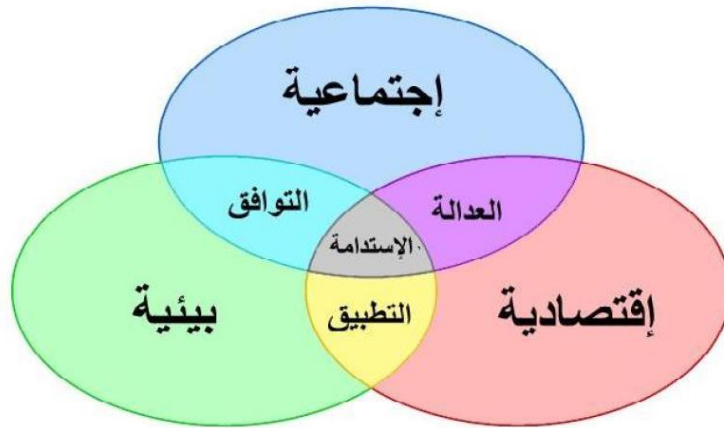 إجتماعية
العدالة
التوافق
الإستدامة
إقتصادية
التطبيق
بيئية